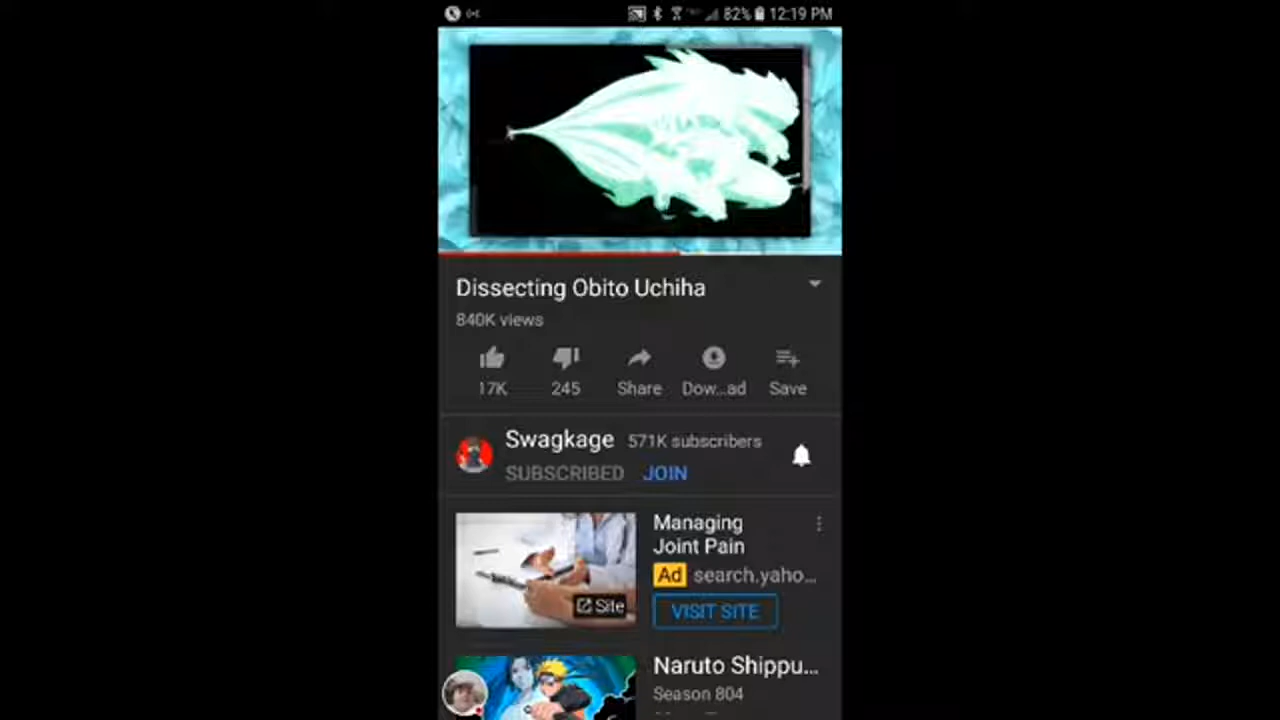 82% 12:19 PM
Dissecting Obito Uchiha
840K views
17K 245 Share Dow...ad Save
Swagkage 571K subscribers
SUBSCRIBED JOIN
Managing
Joint Pain
Ad search.yaho...
Site
VISIT SITE
Naruto Shippu...
Season 804